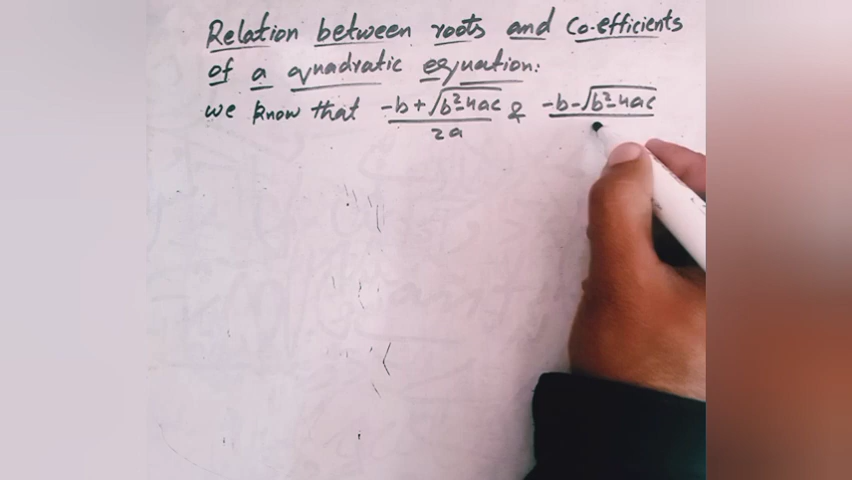 Relation between roots and Co-efficients
of a quadratic equation:
we know that -b + √b²-4ac / 2a & -b - √b²-4ac